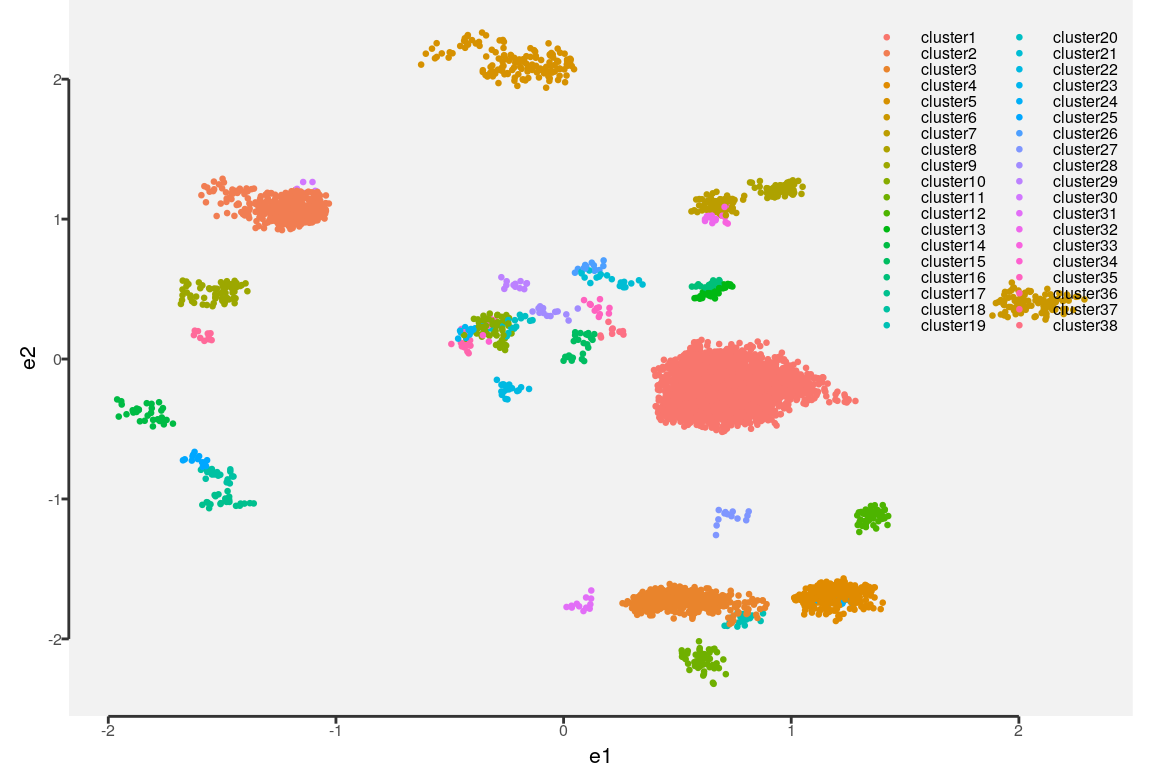 cluster1 cluster20
cluster2 cluster21
cluster3 cluster22
cluster4 cluster23
cluster5 cluster24
cluster6 cluster25
cluster7 cluster26
cluster8 cluster27
cluster9 cluster28
cluster10 cluster29
cluster11 cluster30
cluster12 cluster31
cluster13 cluster32
cluster14 cluster33
cluster15 cluster34
cluster16 cluster35
cluster17 cluster36
cluster18 cluster37
cluster19 cluster38
2
1
0
-1
-2
e2
-2 -1 0 1 2
e1